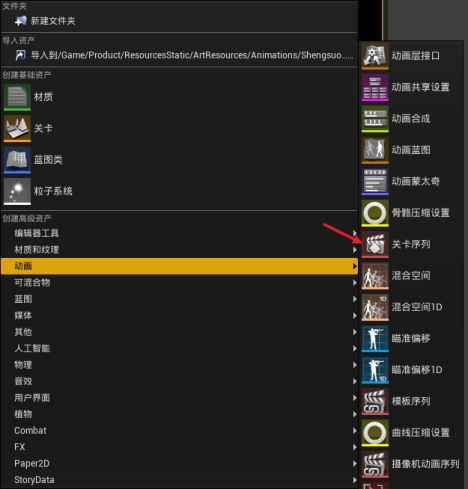 文件夹
新建文件夹
导入资产
导入到/Game/Product/ResourcesStatic/ArtResources/Animations/Shengsuo......
创建基础资产
材质
关卡
蓝图类
粒子系统
创建高级资产
编辑器工具
材质和纹理
动画
可混合物
蓝图
媒体
其他
人工智能
物理
音效
用户界面
植物
Combat
FX
Paper2D
StoryData
动画层接口
动画共享设置
动画合成
动画蓝图
动画蒙太奇
骨骼压缩设置
关卡序列
混合空间
1D
混合空间1D
瞄准偏移
1D
瞄准偏移1D
模板序列
曲线压缩设置
摄像机动画序列